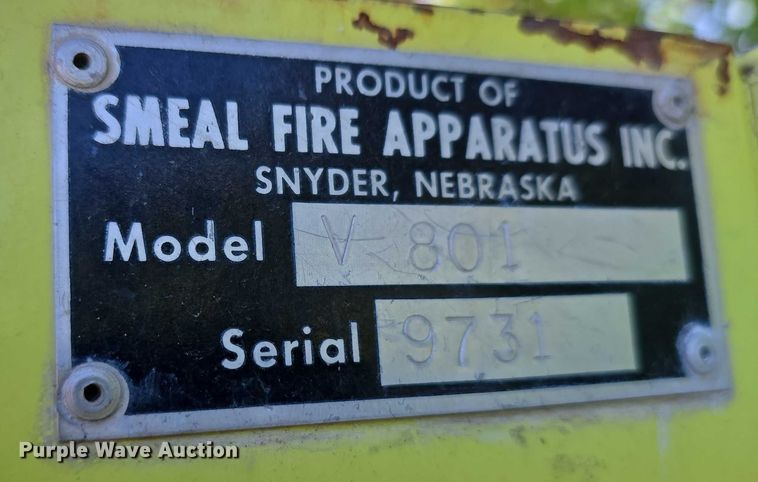 PRODUCT OF
SMEAL FIRE APPARATUS INC.
SNYDER, NEBRASKA
Model V 801
Serial 9731
Purple Wave Auction